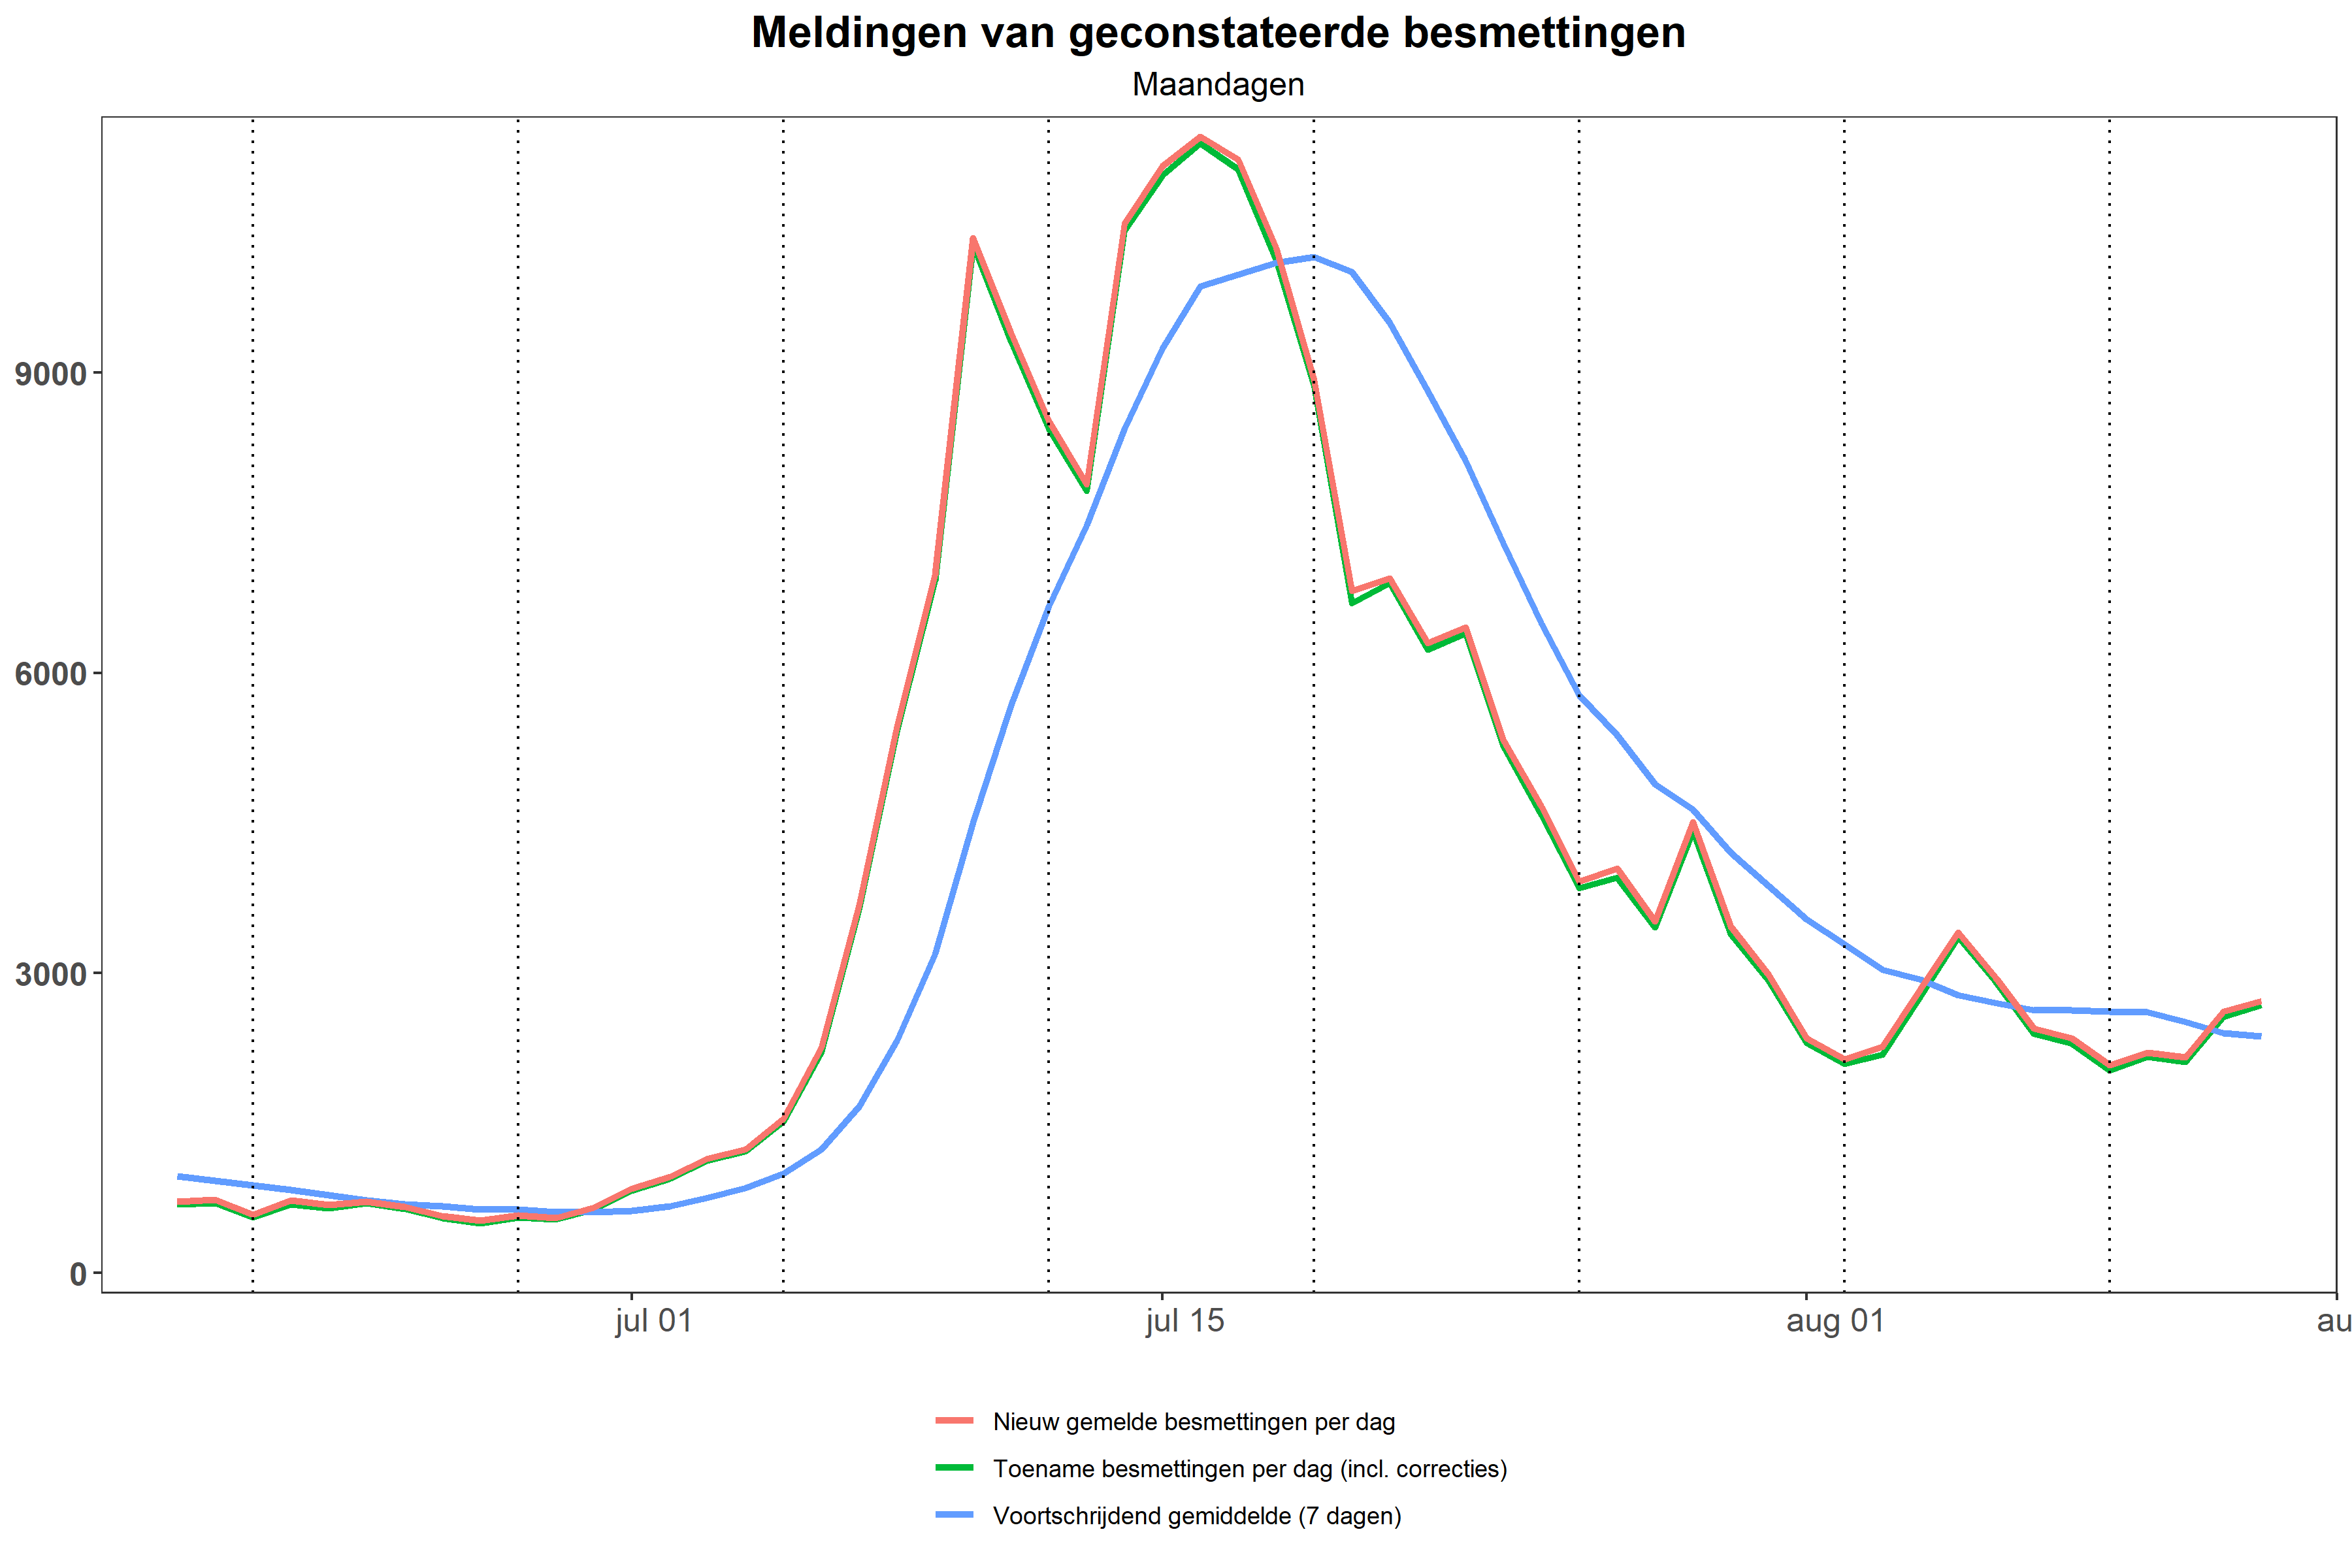 Meldingen van geconstateerde besmettingen
Maandagen
9000
6000
3000
0
jul 01
jul 15
aug 01
au
Nieuw gemelde besmettingen per dag
Toename besmettingen per dag (incl. correcties)
Voortschrijdend gemiddelde (7 dagen)